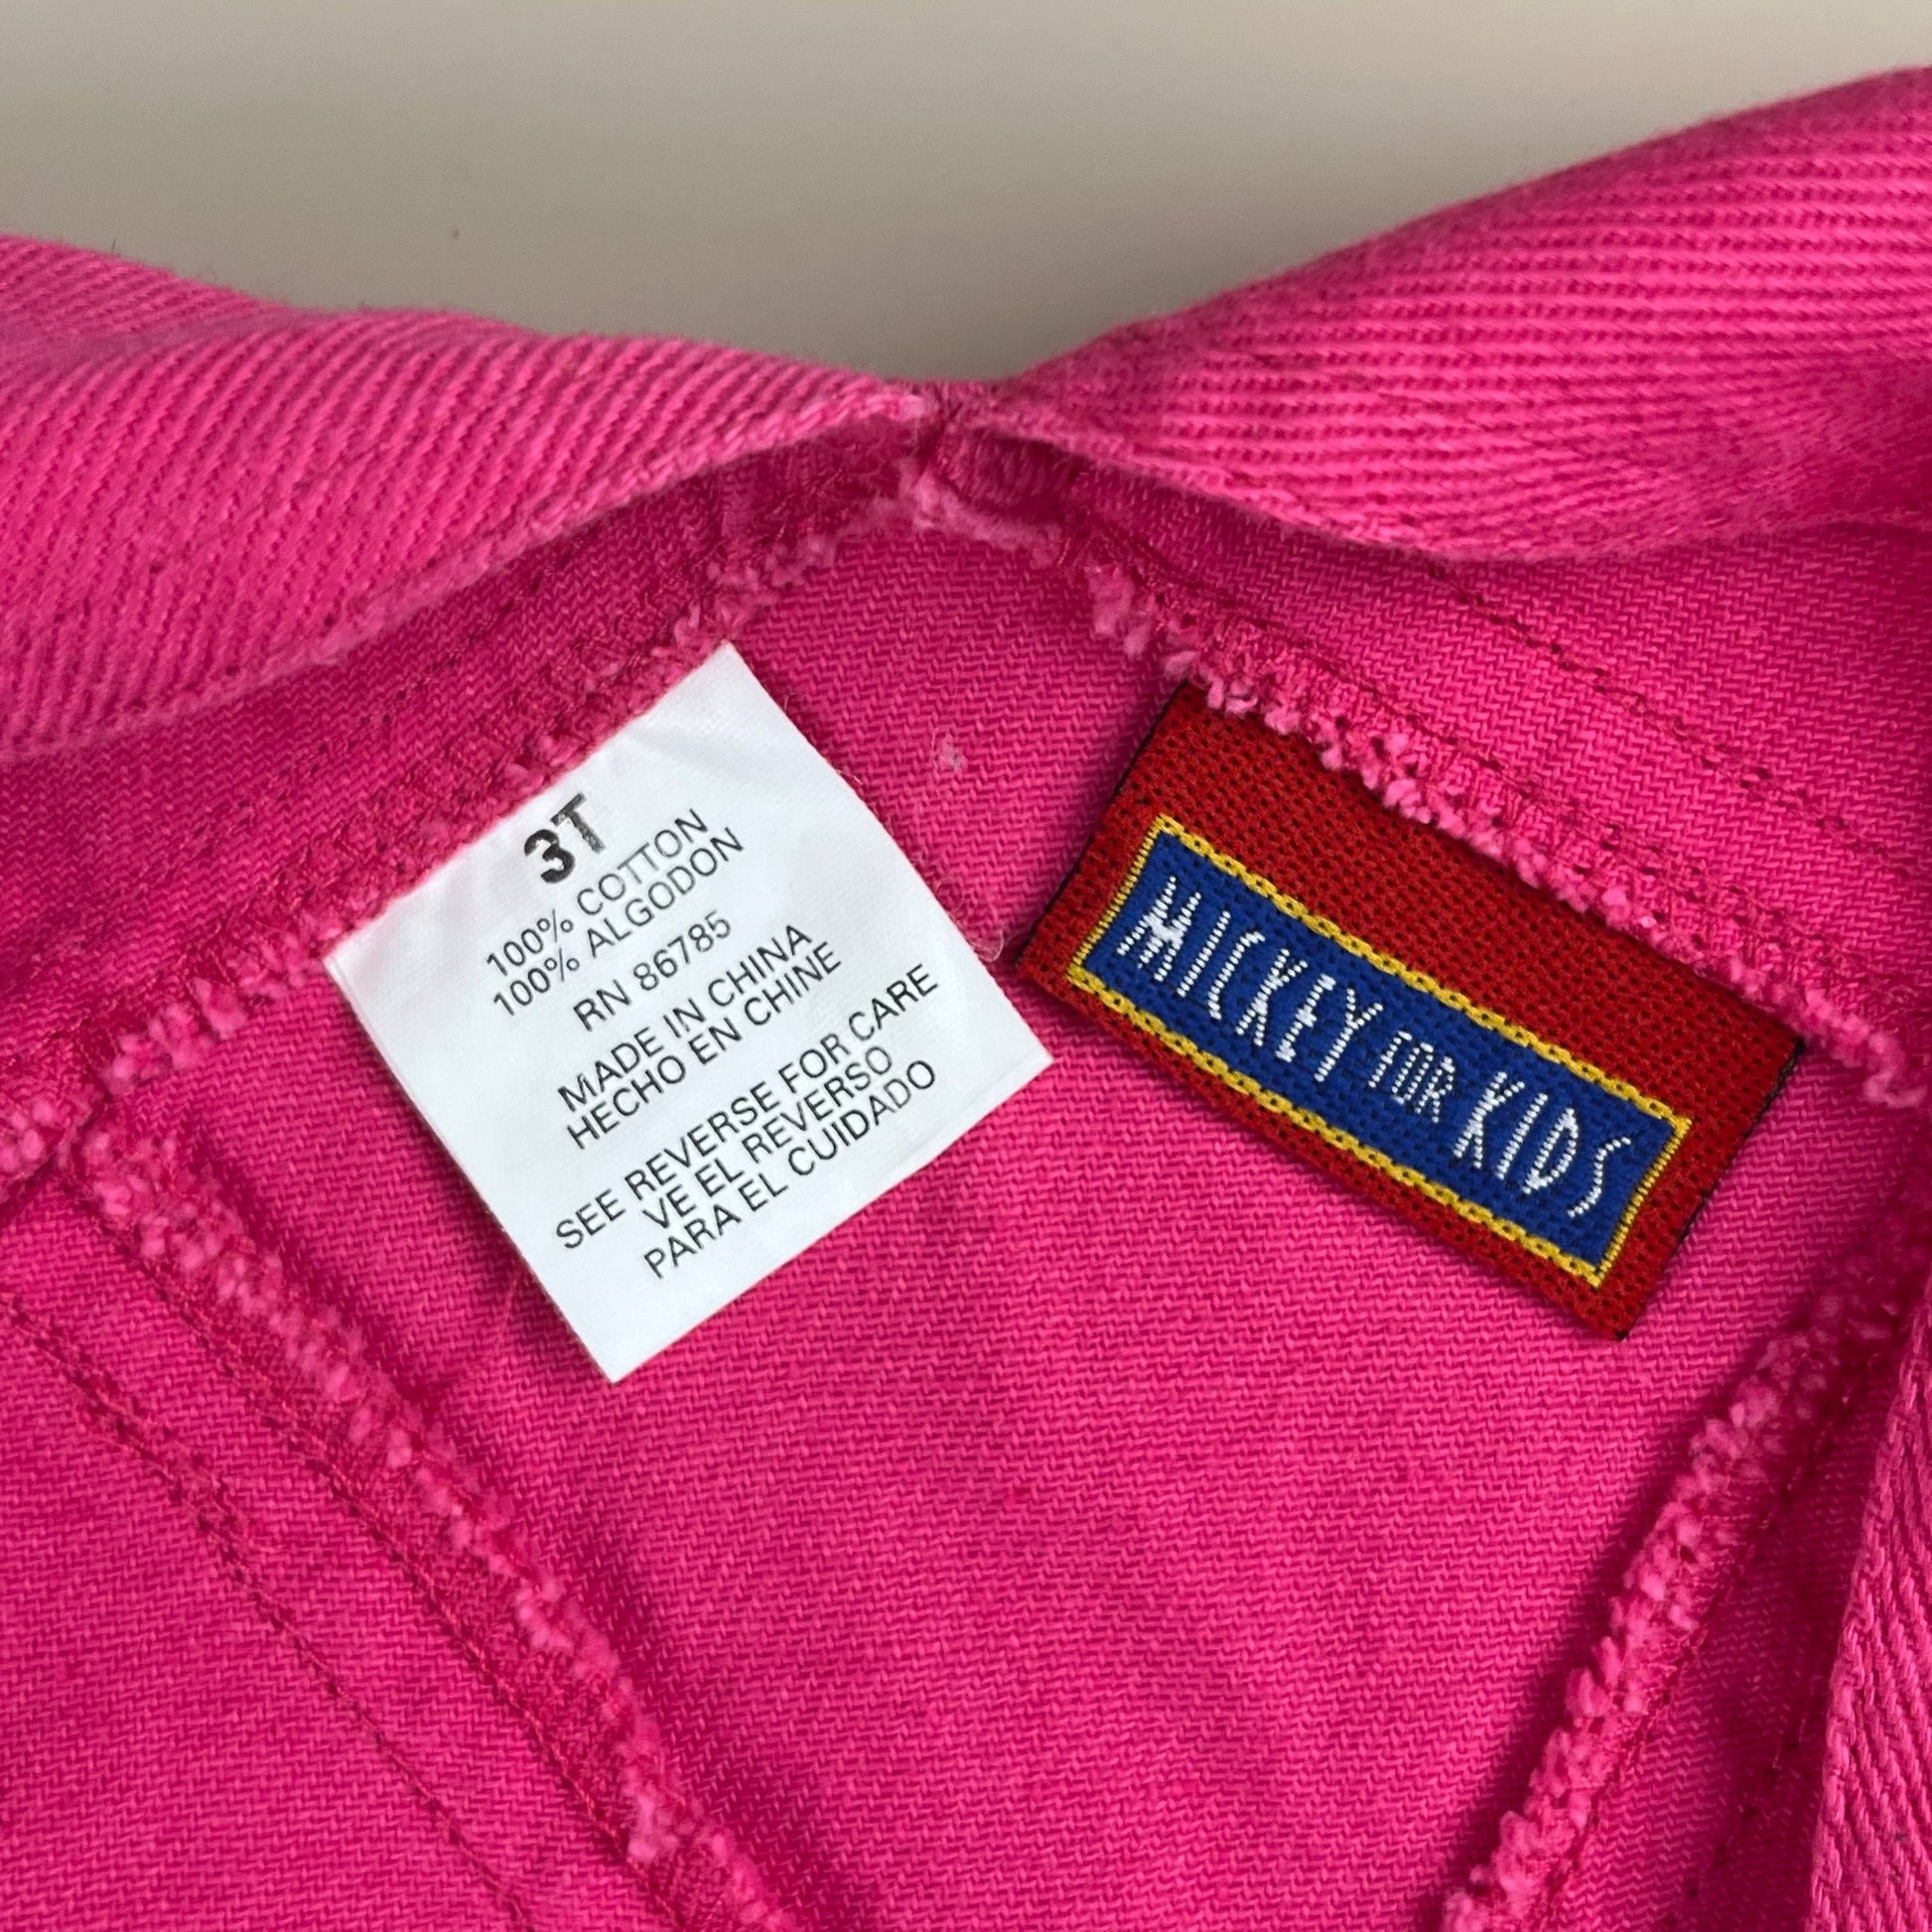 3T
100% COTTON
100% ALGODON
RN 86785
MADE IN CHINA
HECHO EN CHINE
SEE REVERSE FOR CARE
VE EL REVERSO
PARA EL CUIDADO
MICKEY FOR KIDS